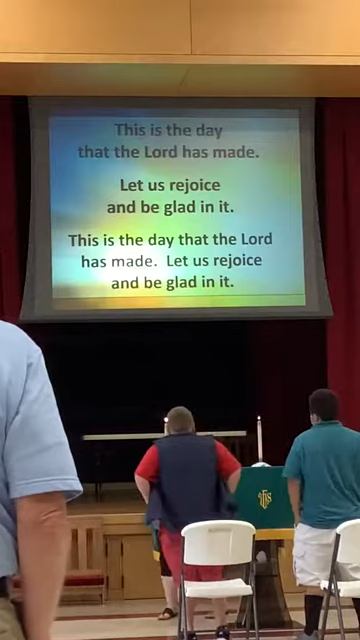 This is the day
that the Lord has made.
Let us rejoice
and be glad in it.
This is the day that the Lord
has made. Let us rejoice
and be glad in it.
IHS